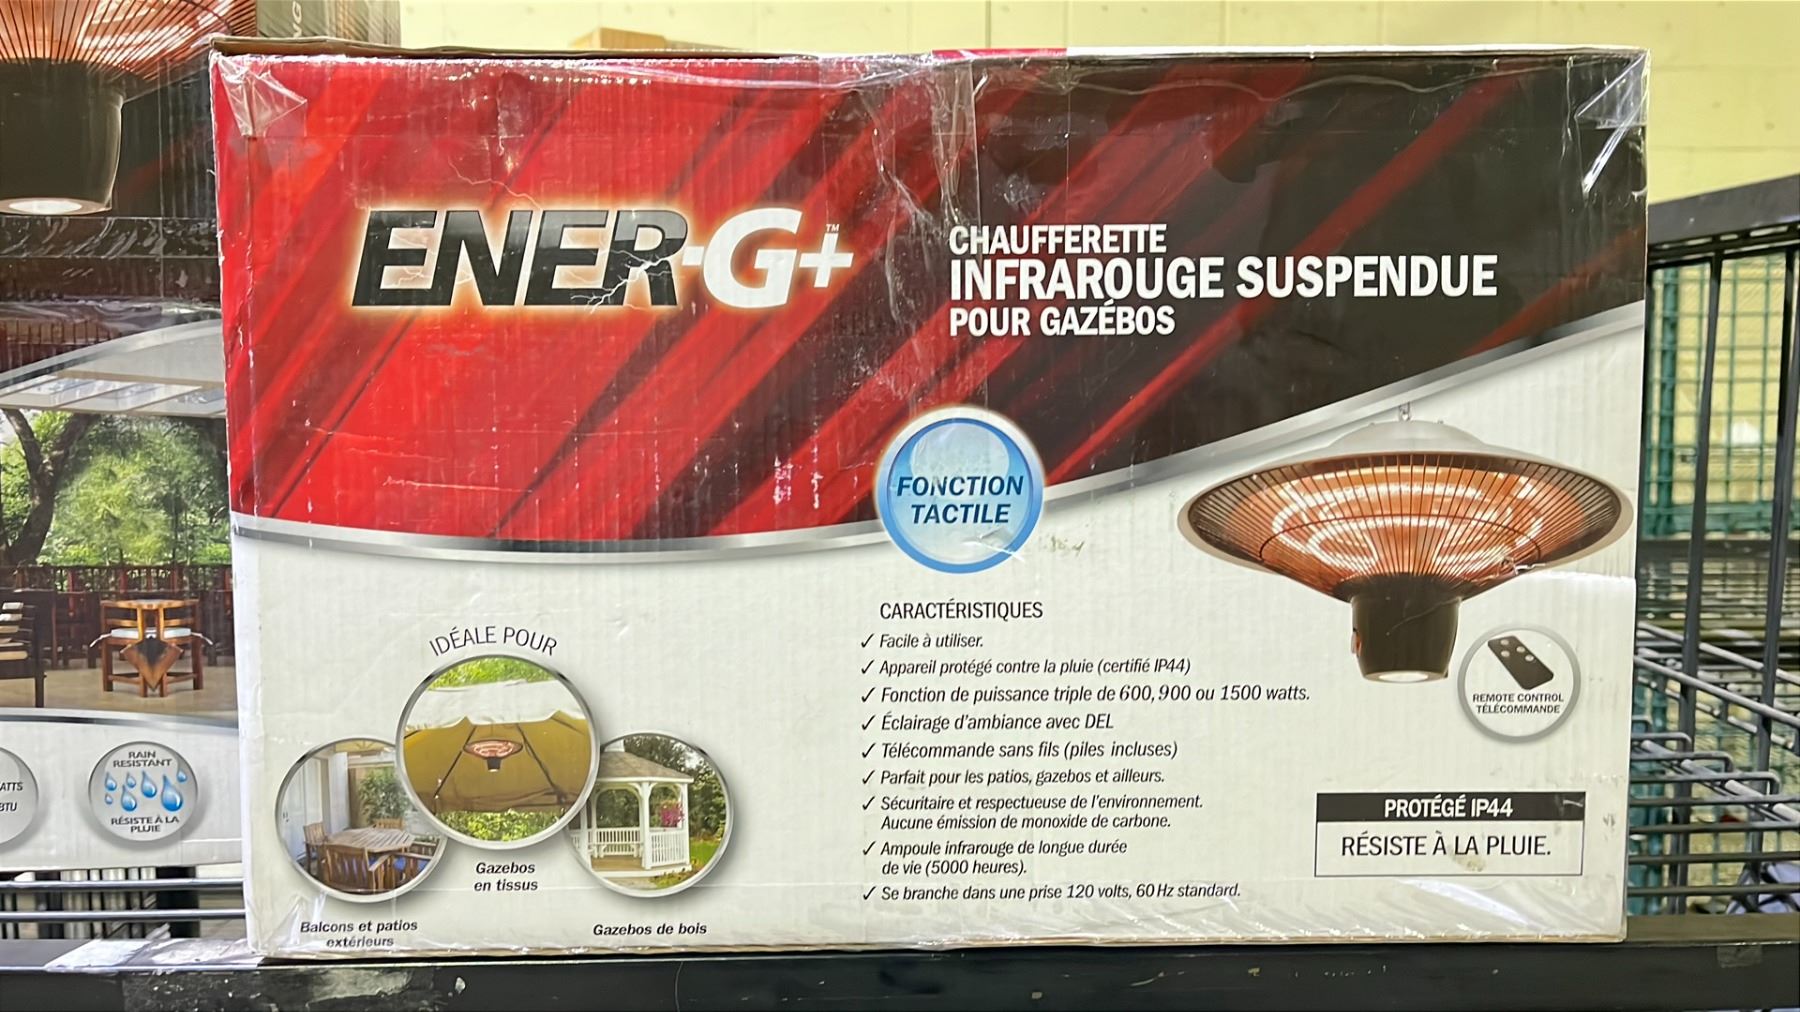 ENER-G+™
CHAUFFERETTE
INFRAROUGE SUSPENDUE
POUR GAZÉBOS
FONCTION
TACTILE
CARACTÉRISTIQUES
✓ Facile à utiliser.
✓ Appareil protégé contre la pluie (certifié IP44)
✓ Fonction de puissance triple de 600, 900 ou 1500 watts.
✓ Éclairage d'ambiance avec DEL
✓ Télécommande sans fils (piles incluses)
✓ Parfait pour les patios, gazebos et ailleurs.
✓ Sécuritaire et respectueuse de l'environnement.
Aucune émission de monoxide de carbone.
✓ Ampoule infrarouge de longue durée
de vie (5000 heures).
✓ Se branche dans une prise 120 volts, 60 Hz standard.
IDÉALE POUR
Gazebos
en tissus
Balcons et patios
extérieurs
Gazebos de bois
REMOTE CONTROL
TÉLÉCOMMANDE
PROTÉGÉ IP44
RÉSISTE À LA PLUIE.
RAIN
RESISTANT
RÉSISTE À LA
PLUIE
BTU